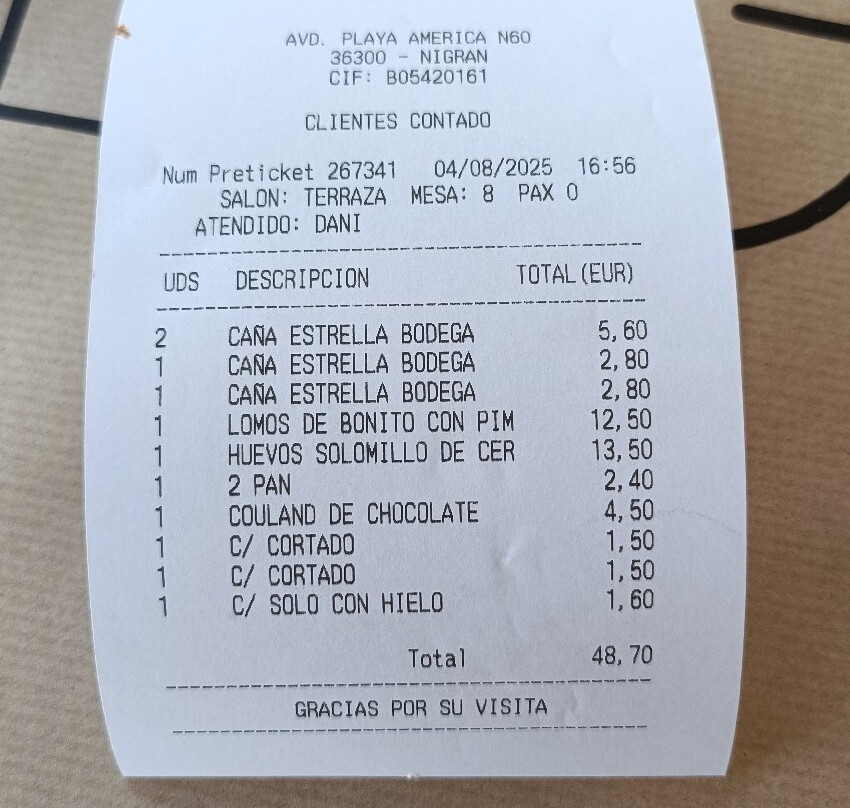 AVD. PLAYA AMERICA N60
36300 - NIGRAN
CIF: B05420161
CLIENTES CONTADO
Num Preticket 267341 04/08/2025 16:56
SALON: TERRAZA MESA: 8 PAX 0
ATENDIDO: DANI
UDS DESCRIPCION TOTAL(EUR)
2 CAÑA ESTRELLA BODEGA 5,60
1 CAÑA ESTRELLA BODEGA 2,80
1 CAÑA ESTRELLA BODEGA 2,80
1 LOMOS DE BONITO CON PIM 12,50
1 HUEVOS SOLOMILLO DE CER 13,50
1 2 PAN 2,40
1 COULAND DE CHOCOLATE 4,50
1 C/ CORTADO 1,50
1 C/ CORTADO 1,50
1 C/ SOLO CON HIELO 1,60
Total 48,70
GRACIAS POR SU VISITA